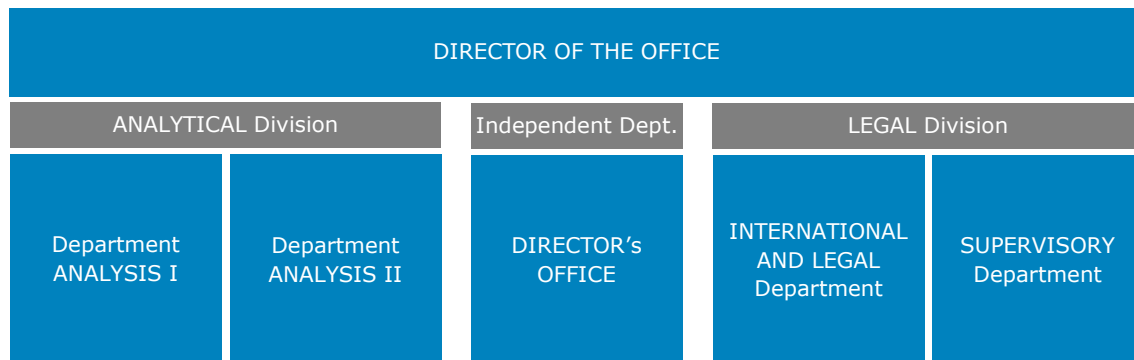 DIRECTOR OF THE OFFICE
ANALYTICAL Division
Independent Dept.
LEGAL Division
Department
ANALYSIS I
Department
ANALYSIS II
DIRECTOR’s
OFFICE
INTERNATIONAL
AND LEGAL
Department
SUPERVISORY
Department